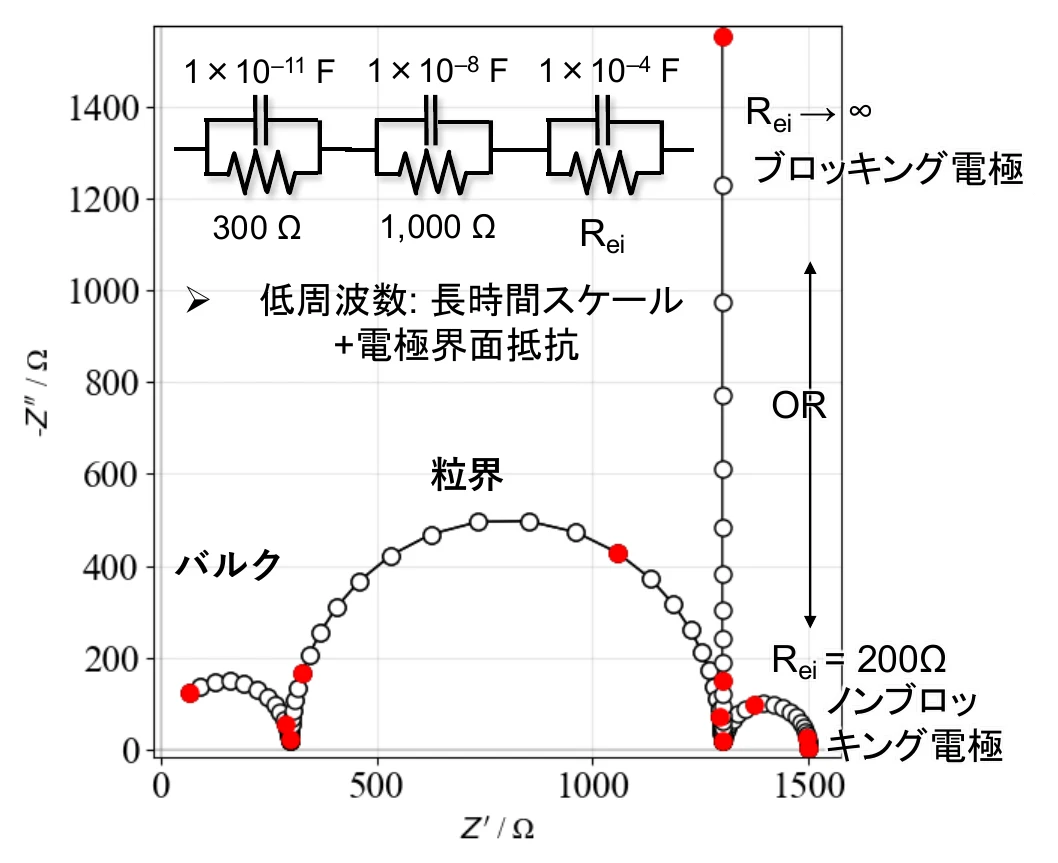 1×10⁻¹¹ F 1×10⁻⁸ F 1×10⁻⁴ F
300 Ω 1,000 Ω Rₑᵢ
➢ 低周波数: 長時間スケール
+電極界面抵抗
Rₑᵢ → ∞
ブロッキング電極
OR
粒界
バルク
Rₑᵢ = 200Ω
ノンブロッ
キング電極
-Z″ / Ω
1400
1200
1000
800
600
400
200
0
0 500 1000 1500
Z′ / Ω